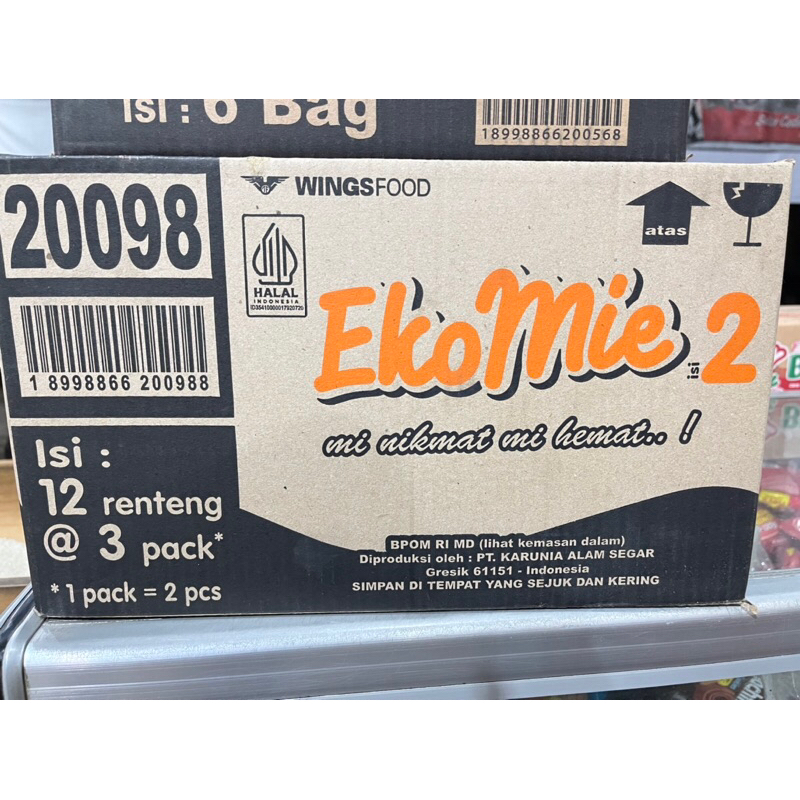 Isi : 6 Bag
18998866200568
20098
WINGSFOOD
HALAL
INDONESIA
ID35410000017920720
atas
EkoMie isi 2
1 8998866 200988
mi nikmat mi hemat.. !
Isi :
12 renteng
@ 3 pack*
* 1 pack = 2 pcs
BPOM RI MD (lihat kemasan dalam)
Diproduksi oleh : PT. KARUNIA ALAM SEGAR
Gresik 61151 - Indonesia
SIMPAN DI TEMPAT YANG SEJUK DAN KERING